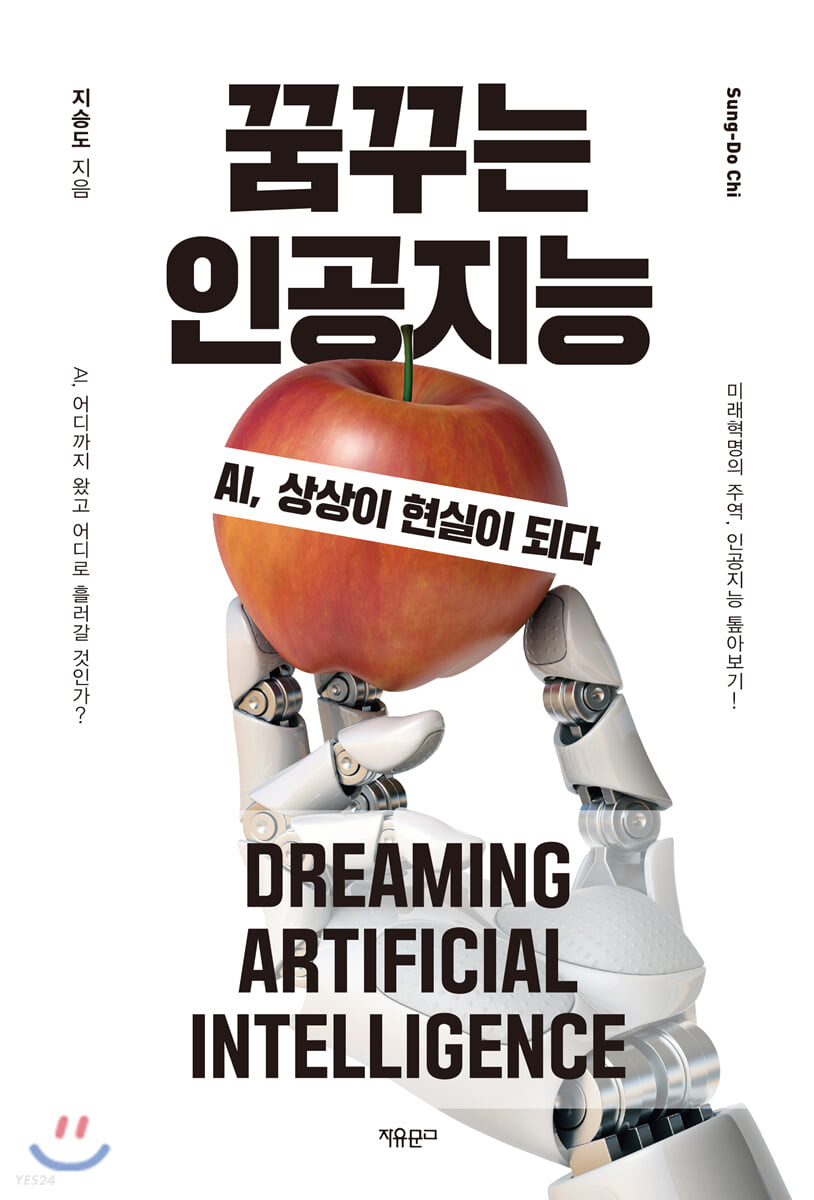 꿈꾸는
인공지능
지승도 지음
Sung-Do Chi
AI, 어디까지 왔고 어디로 흘러갈 것인가?
미래혁명의 주역, 인공지능 톺아보기!
AI, 상상이 현실이 되다
DREAMING
ARTIFICIAL
INTELLIGENCE
자유문고
YES24